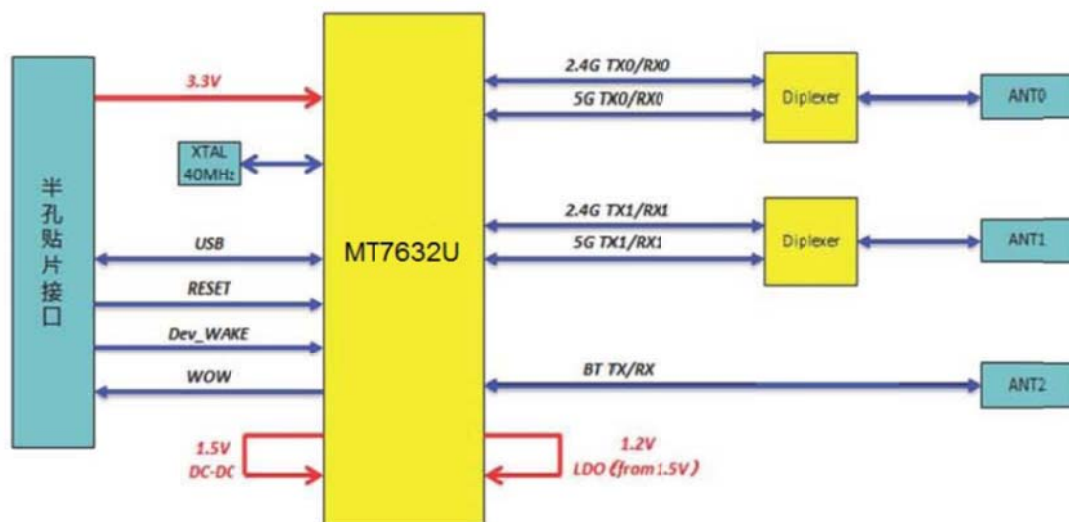 半孔贴片接口
3.3V
XTAL
40MHz
USB
RESET
Dev_WAKE
WOW
1.5V
DC-DC
MT7632U
2.4G TX0/RX0
5G TX0/RX0
Diplexer
ANT0
2.4G TX1/RX1
5G TX1/RX1
Diplexer
ANT1
BT TX/RX
ANT2
1.2V
LDO (from 1.5V)